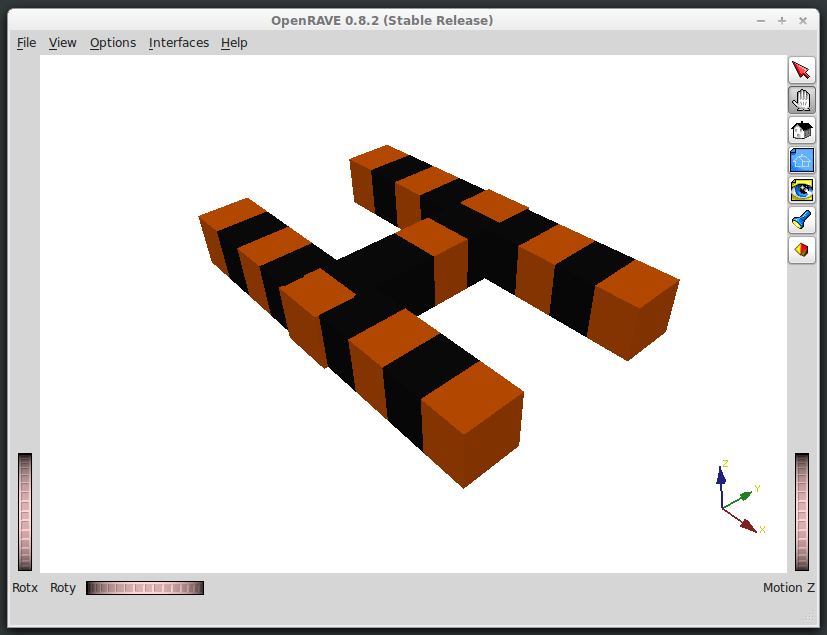 OpenRAVE 0.8.2 (Stable Release)
File View Options Interfaces Help
Z
Y
X
Rotx Roty Motion Z